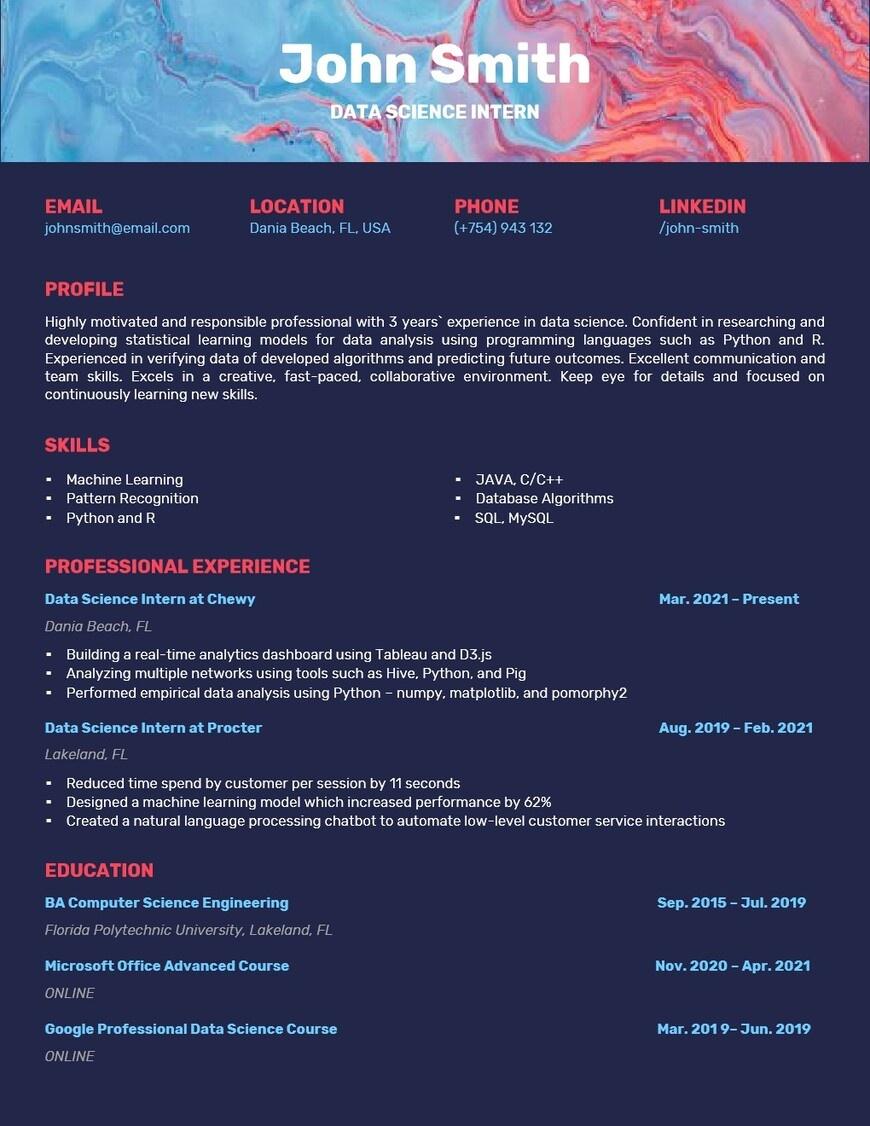 John Smith
DATA SCIENCE INTERN
EMAIL
johnsmith@email.com
LOCATION
Dania Beach, FL, USA
PHONE
(+754) 943 132
LINKEDIN
/john-smith
PROFILE
Highly motivated and responsible professional with 3 years` experience in data science. Confident in researching and
developing statistical learning models for data analysis using programming languages such as Python and R.
Experienced in verifying data of developed algorithms and predicting future outcomes. Excellent communication and
team skills. Excels in a creative, fast-paced, collaborative environment. Keep eye for details and focused on
continuously learning new skills.
SKILLS
▪ Machine Learning
▪ Pattern Recognition
▪ Python and R
▪ JAVA, C/C++
▪ Database Algorithms
▪ SQL, MySQL
PROFESSIONAL EXPERIENCE
Data Science Intern at Chewy Mar. 2021 – Present
Dania Beach, FL
▪ Building a real-time analytics dashboard using Tableau and D3.js
▪ Analyzing multiple networks using tools such as Hive, Python, and Pig
▪ Performed empirical data analysis using Python – numpy, matplotlib, and pomorphy2
Data Science Intern at Procter Aug. 2019 – Feb. 2021
Lakeland, FL
▪ Reduced time spend by customer per session by 11 seconds
▪ Designed a machine learning model which increased performance by 62%
▪ Created a natural language processing chatbot to automate low-level customer service interactions
EDUCATION
BA Computer Science Engineering Sep. 2015 – Jul. 2019
Florida Polytechnic University, Lakeland, FL
Microsoft Office Advanced Course Nov. 2020 – Apr. 2021
ONLINE
Google Professional Data Science Course Mar. 201 9– Jun. 2019
ONLINE